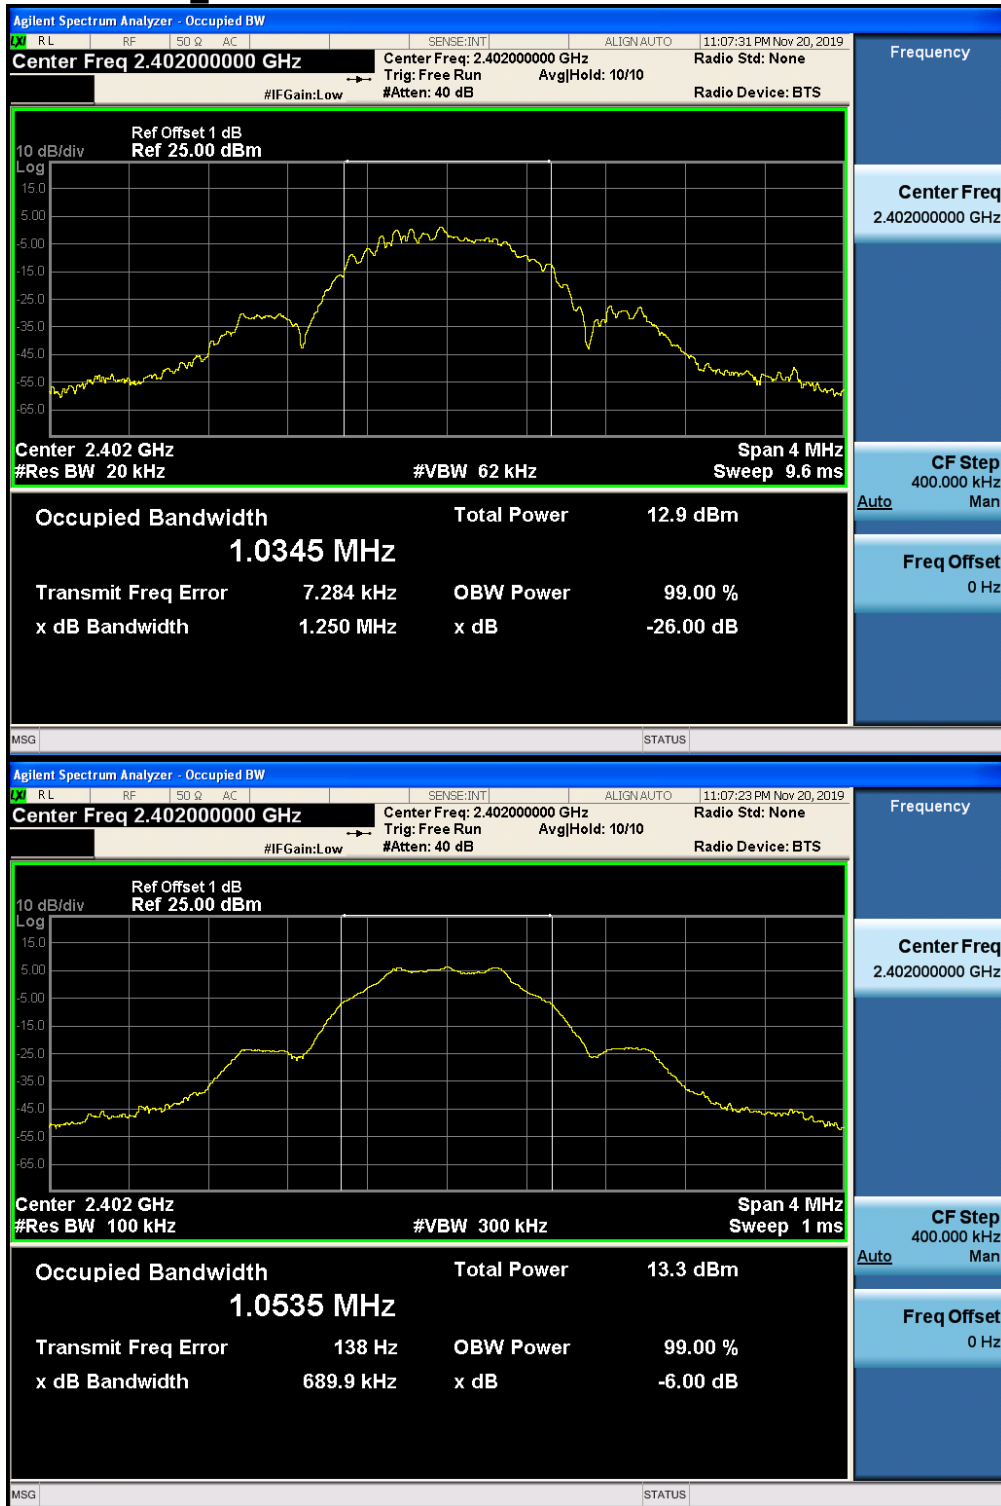 Agilent Spectrum Analyzer - Occupied BW
LXI RL RF 50 Ω AC SENSE:INT ALIGN AUTO 11:07:31 PM Nov 20, 2019
Center Freq 2.402000000 GHz Center Freq: 2.402000000 GHz Radio Std: None
Trig: Free Run Avg|Hold: 10/10
#IFGain:Low #Atten: 40 dB Radio Device: BTS
Ref Offset 1 dB
10 dB/div Ref 25.00 dBm
Log
15.0
5.00
-5.00
-15.0
-25.0
-35.0
-45.0
-55.0
-65.0
Center 2.402 GHz Span 4 MHz
#Res BW 20 kHz #VBW 62 kHz Sweep 9.6 ms
Occupied Bandwidth Total Power 12.9 dBm
1.0345 MHz
Transmit Freq Error 7.284 kHz OBW Power 99.00 %
x dB Bandwidth 1.250 MHz x dB -26.00 dB
MSG STATUS
Frequency
Center Freq
2.402000000 GHz
CF Step
400.000 kHz
Auto Man
Freq Offset
0 Hz
Agilent Spectrum Analyzer - Occupied BW
LXI RL RF 50 Ω AC SENSE:INT ALIGN AUTO 11:07:23 PM Nov 20, 2019
Center Freq 2.402000000 GHz Center Freq: 2.402000000 GHz Radio Std: None
Trig: Free Run Avg|Hold: 10/10
#IFGain:Low #Atten: 40 dB Radio Device: BTS
Ref Offset 1 dB
10 dB/div Ref 25.00 dBm
Log
15.0
5.00
-5.00
-15.0
-25.0
-35.0
-45.0
-55.0
-65.0
Center 2.402 GHz Span 4 MHz
#Res BW 100 kHz #VBW 300 kHz Sweep 1 ms
Occupied Bandwidth Total Power 13.3 dBm
1.0535 MHz
Transmit Freq Error 138 Hz OBW Power 99.00 %
x dB Bandwidth 689.9 kHz x dB -6.00 dB
MSG STATUS
Frequency
Center Freq
2.402000000 GHz
CF Step
400.000 kHz
Auto Man
Freq Offset
0 Hz